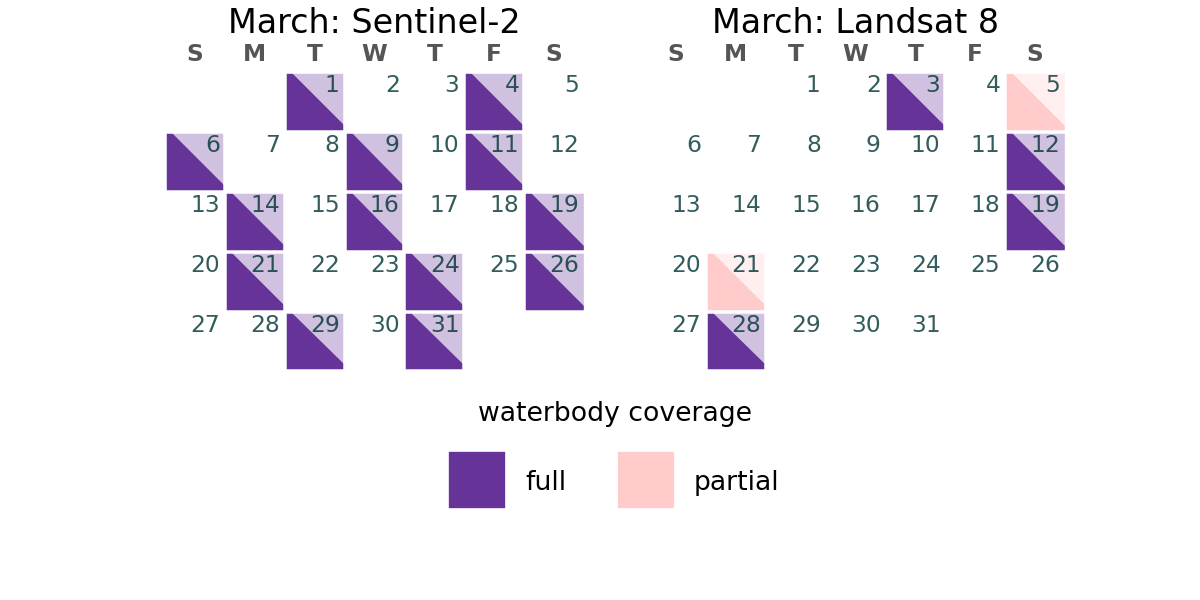 March: Sentinel-2
S M T W T F S
1 2 3 4 5
6 7 8 9 10 11 12
13 14 15 16 17 18 19
20 21 22 23 24 25 26
27 28 29 30 31
March: Landsat 8
S M T W T F S
1 2 3 4 5
6 7 8 9 10 11 12
13 14 15 16 17 18 19
20 21 22 23 24 25 26
27 28 29 30 31
waterbody coverage
full partial